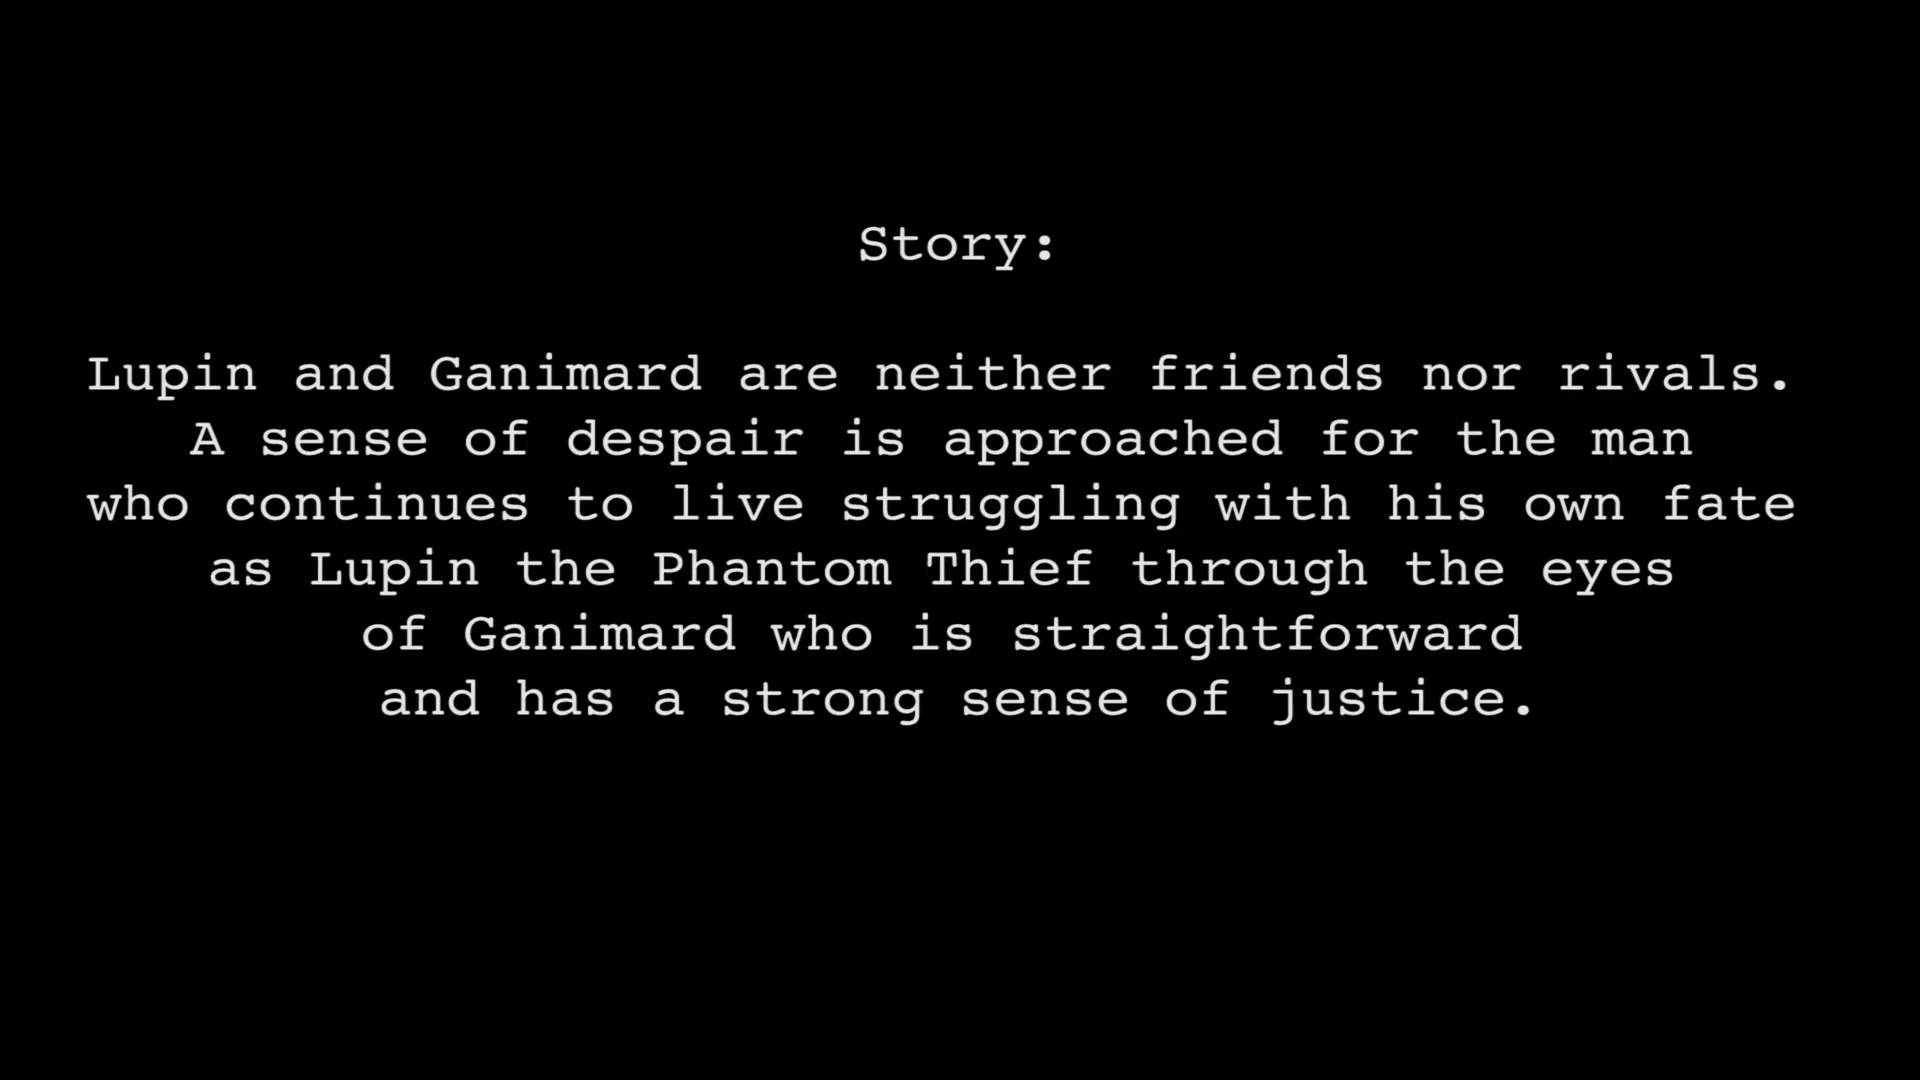 Story:
Lupin and Ganimard are neither friends nor rivals.
A sense of despair is approached for the man
who continues to live struggling with his own fate
as Lupin the Phantom Thief through the eyes
of Ganimard who is straightforward
and has a strong sense of justice.